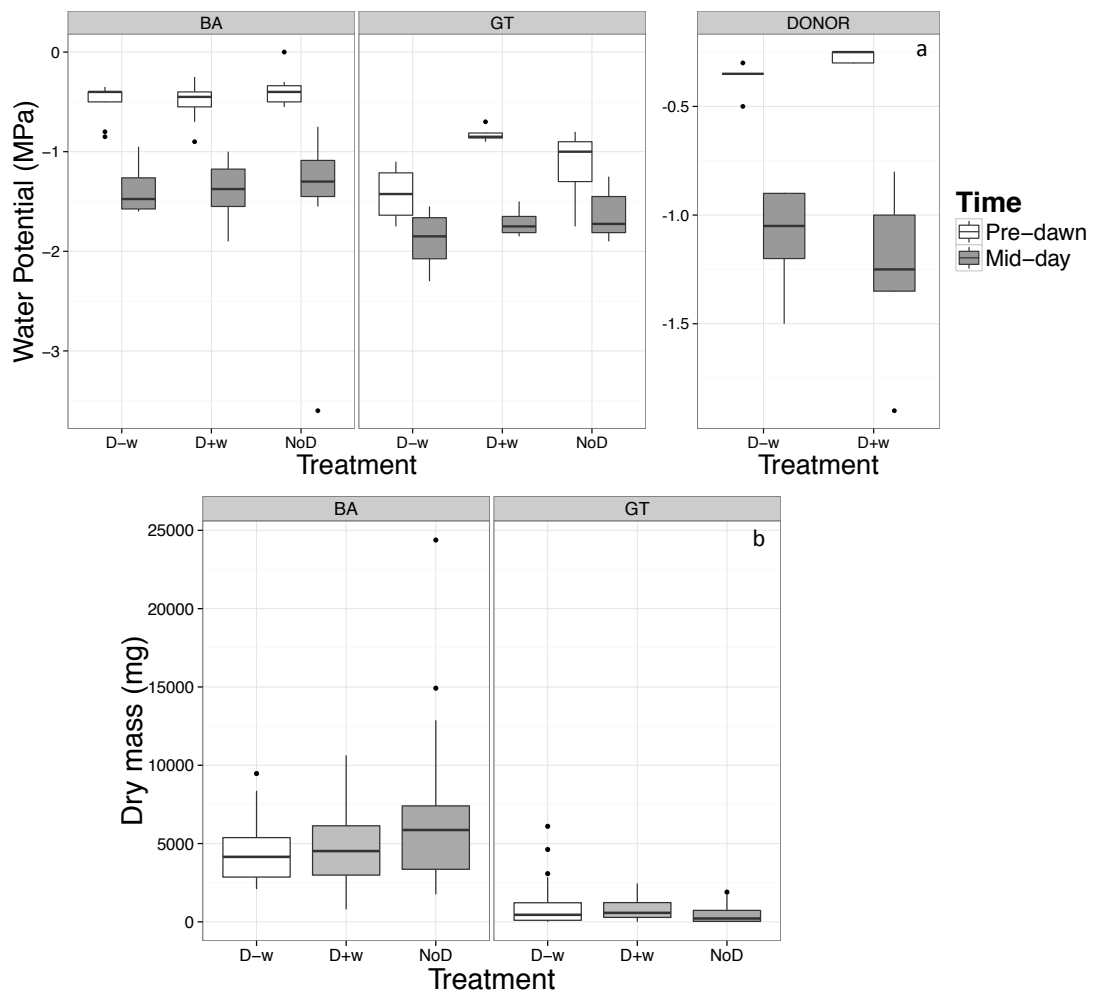 BA
GT
DONOR
a
Water Potential (MPa)
0
−1
−2
−3
-0.5
-1.0
-1.5
D−w
D+w
NoD
D−w
D+w
NoD
D−w
D+w
Treatment
Treatment
Time
Pre−dawn
Mid−day
BA
GT
b
Dry mass (mg)
25000
20000
15000
10000
5000
0
D−w
D+w
NoD
D−w
D+w
NoD
Treatment